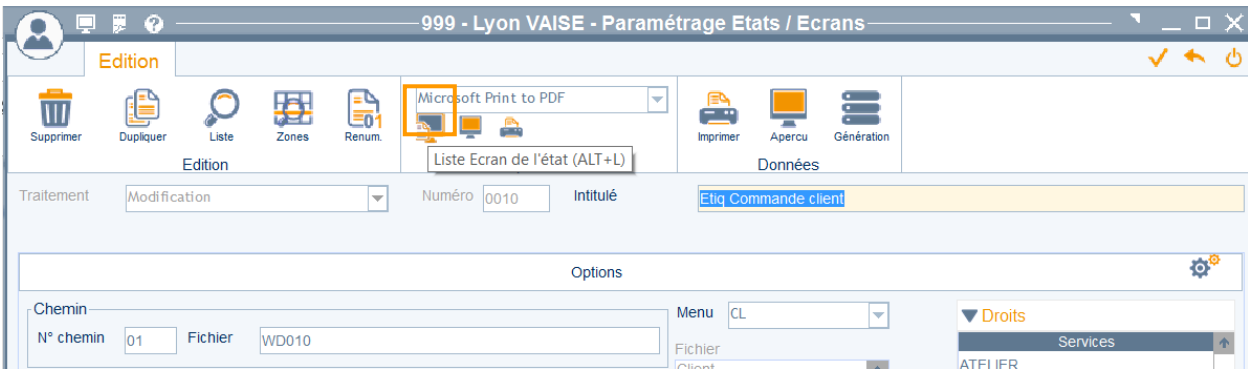 999 - Lyon VAISE - Paramétrage Etats / Ecrans
Edition
Supprimer Dupliquer Liste Zones Renum.
Edition
Microsoft Print to PDF
Liste Ecran de l'état (ALT+L)
Imprimer Apercu Génération
Données
Traitement Modification Numéro 0010 Intitulé Etiq Commande client
Options
Chemin
N° chemin 01 Fichier WD010
Menu CL
Fichier
Client
Droits
Services
ATELIER